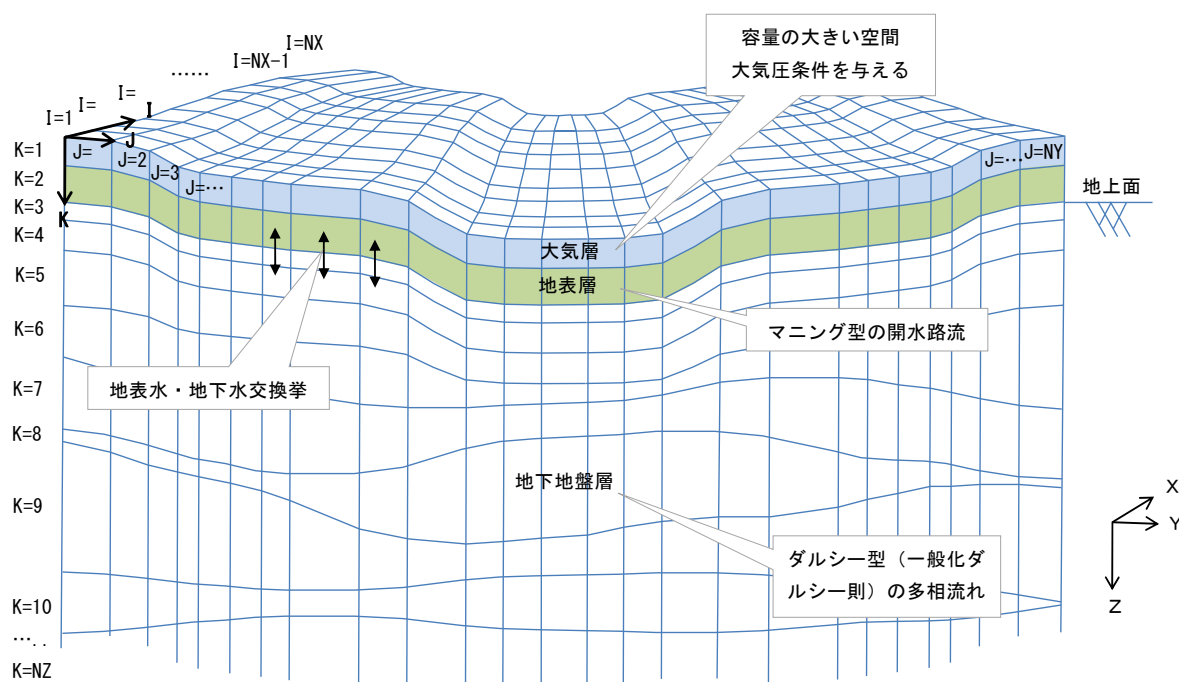 容量の大きい空間
大気圧条件を与える
I=NX
I=NX-1
……
I=
I=
I=1
I
J
K
J=
J=2
J=3
J=…
J=…
J=NY
K=1
K=2
K=3
K=4
K=5
K=6
K=7
K=8
K=9
K=10
…..
K=NZ
地上面
大気層
地表層
マニング型の開水路流
地表水・地下水交換挙
地下地盤層
ダルシー型（一般化ダ
ルシー則）の多相流れ
X
Y
Z